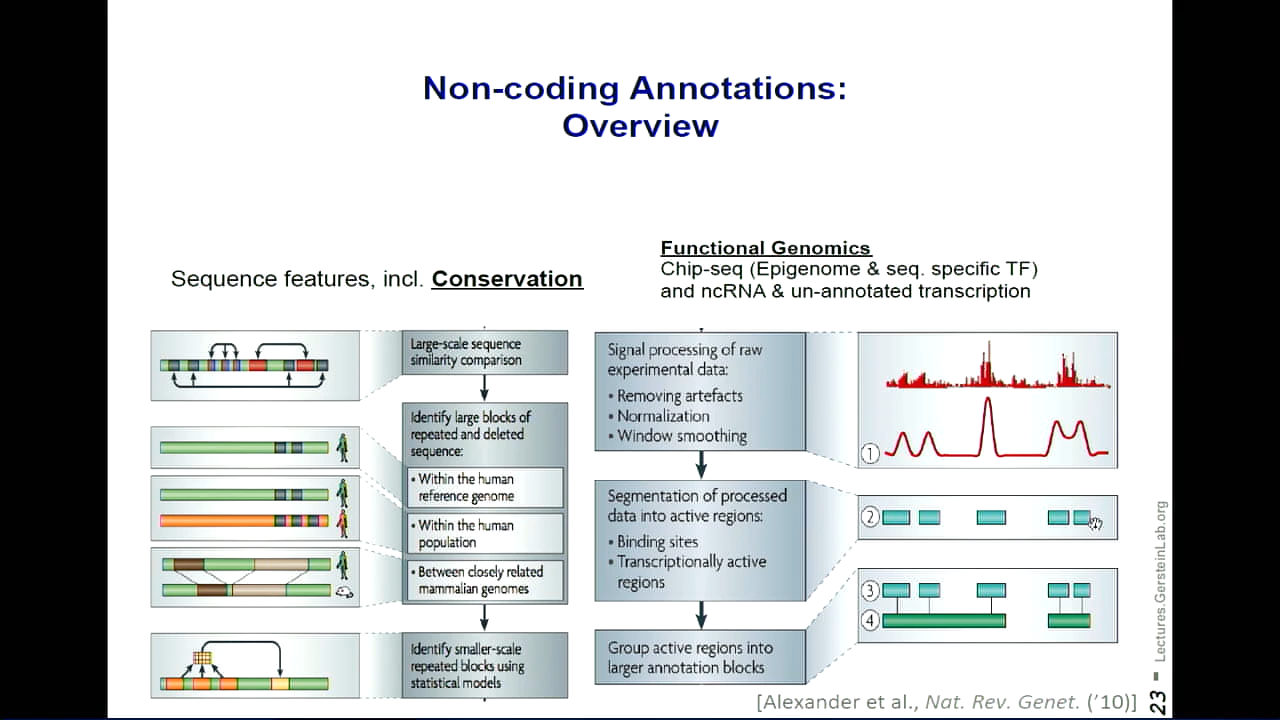 Non-coding Annotations:
Overview
Sequence features, incl. Conservation
Functional Genomics
Chip-seq (Epigenome & seq. specific TF)
and ncRNA & un-annotated transcription
Large-scale sequence
similarity comparison
Identify large blocks of
repeated and deleted
sequence:
• Within the human
reference genome
• Within the human
population
• Between closely related
mammalian genomes
Identify smaller-scale
repeated blocks using
statistical models
Signal processing of raw
experimental data:
• Removing artefacts
• Normalization
• Window smoothing
Segmentation of processed
data into active regions:
• Binding sites
• Transcriptionally active
regions
Group active regions into
larger annotation blocks
1
2
3
4
[Alexander et al., Nat. Rev. Genet. (’10)]
23 - Lectures.GersteinLab.org